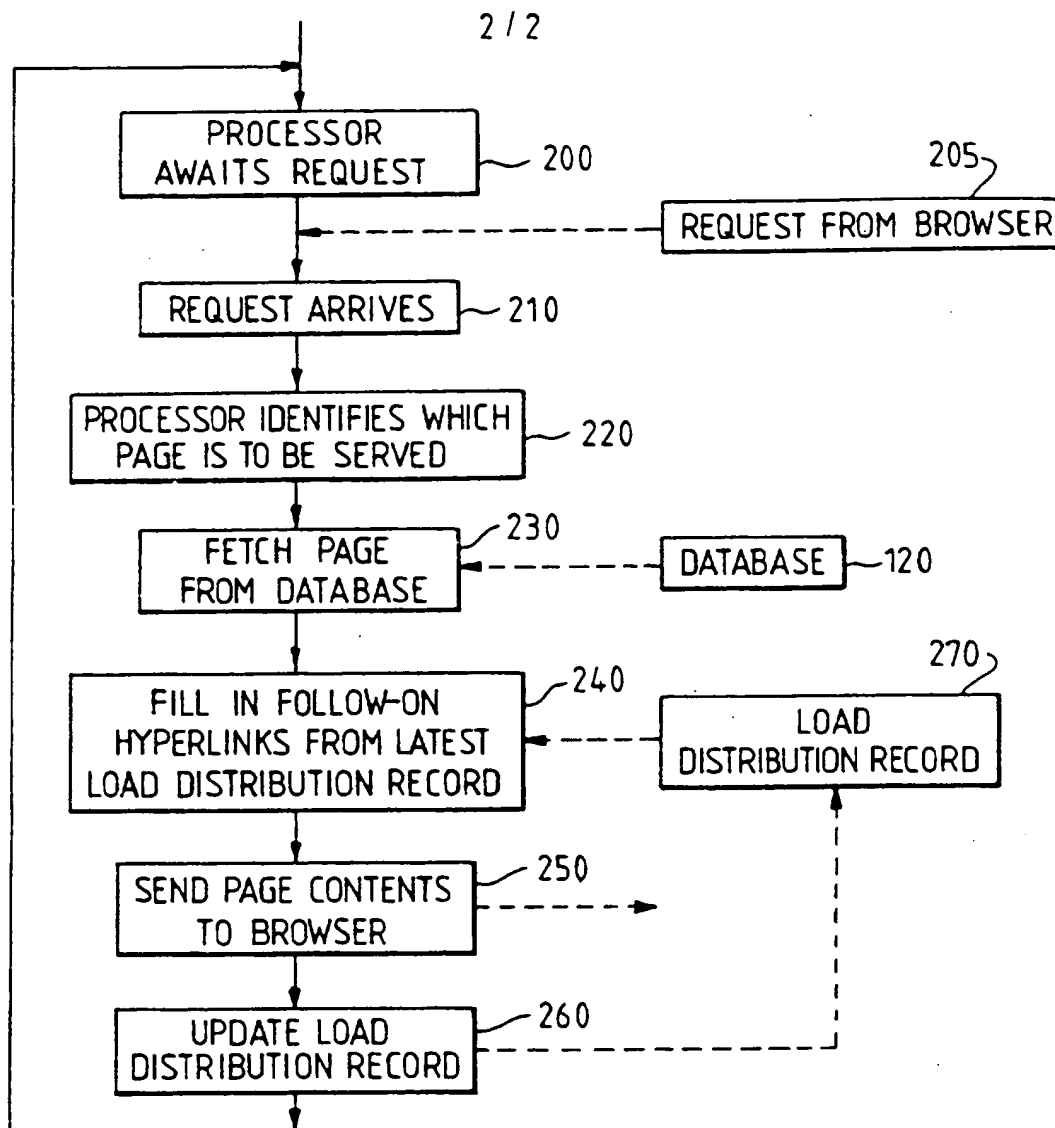 2/2
PROCESSOR
AWAITS REQUEST
200
205
REQUEST FROM BROWSER
REQUEST ARRIVES
210
PROCESSOR IDENTIFIES WHICH
PAGE IS TO BE SERVED
220
230
FETCH PAGE
FROM DATABASE
DATABASE
120
240
FILL IN FOLLOW-ON
HYPERLINKS FROM LATEST
LOAD DISTRIBUTION RECORD
270
LOAD
DISTRIBUTION RECORD
250
SEND PAGE CONTENTS
TO BROWSER
260
UPDATE LOAD
DISTRIBUTION RECORD